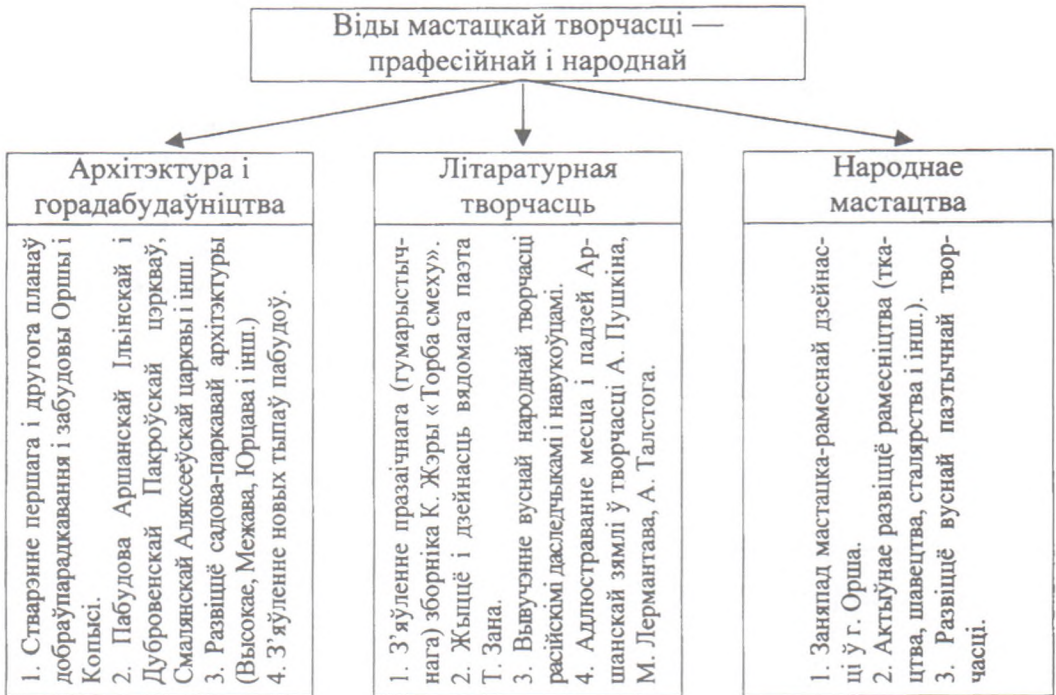 Віды мастацкай творчасці —
прафесійнай і народнай
Архітэктура і
горадабудаўніцтва
1. Стварэнне першага і другога планаў
добраўпарадкавання і забудовы Оршы і
Копысі.
2. Пабудова Аршанскай Ільінскай і
Дубровенскай Пакроўскай цэркваў,
Смалянскай Аляксееўскай царквы і інш.
3. Развіццё садова-паркавай архітэктуры
(Высокае, Межава, Юрцава і інш.)
4. З’яўленне новых тыпаў пабудоў.
Літаратурная
творчасць
1. З’яўленне празаічнага (гумарыстыч-
нага) зборніка К. Жэры «Торба смеху».
2. Жыццё і дзейнасць вядомага паэта
Т. Зана.
3. Вывучэнне вуснай народнай творчасці
расійскімі даследчыкамі і навукоўцамі.
4. Адлюстраванне месца і падзей Ар-
шанскай зямлі ў творчасці А. Пушкіна,
М. Лермантава, А. Талстога.
Народнае
мастацтва
1. Заняпад мастацка-рамеснай дзейнас-
ці ў г. Орша.
2. Актыўнае развіццё рамесніцтва (тка-
цтва, шавецтва, сталярства і інш.).
3. Развіццё вуснай паэтычнай твор-
часці.